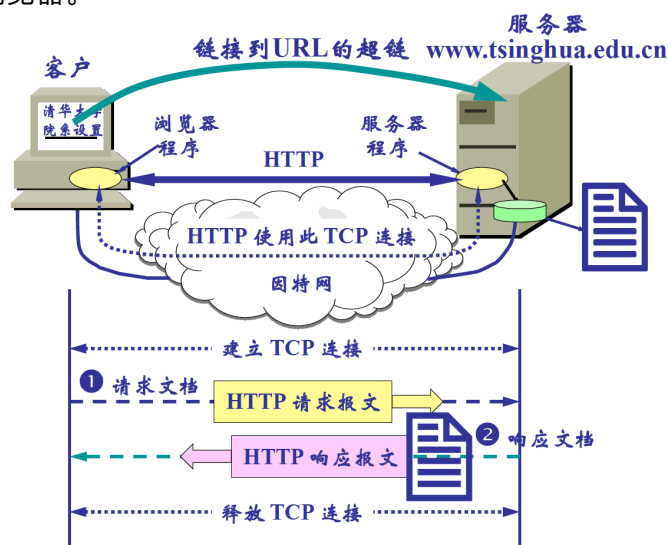 览器。
服务器
链接到URL的超链 www.tsinghua.edu.cn
客户
清华大学
院系设置
浏览器
程序
服务器
程序
HTTP
HTTP 使用此 TCP 连接
因特网
建立 TCP 连接
❶ 请求文档
HTTP 请求报文
❷ 响应文档
HTTP 响应报文
释放 TCP 连接